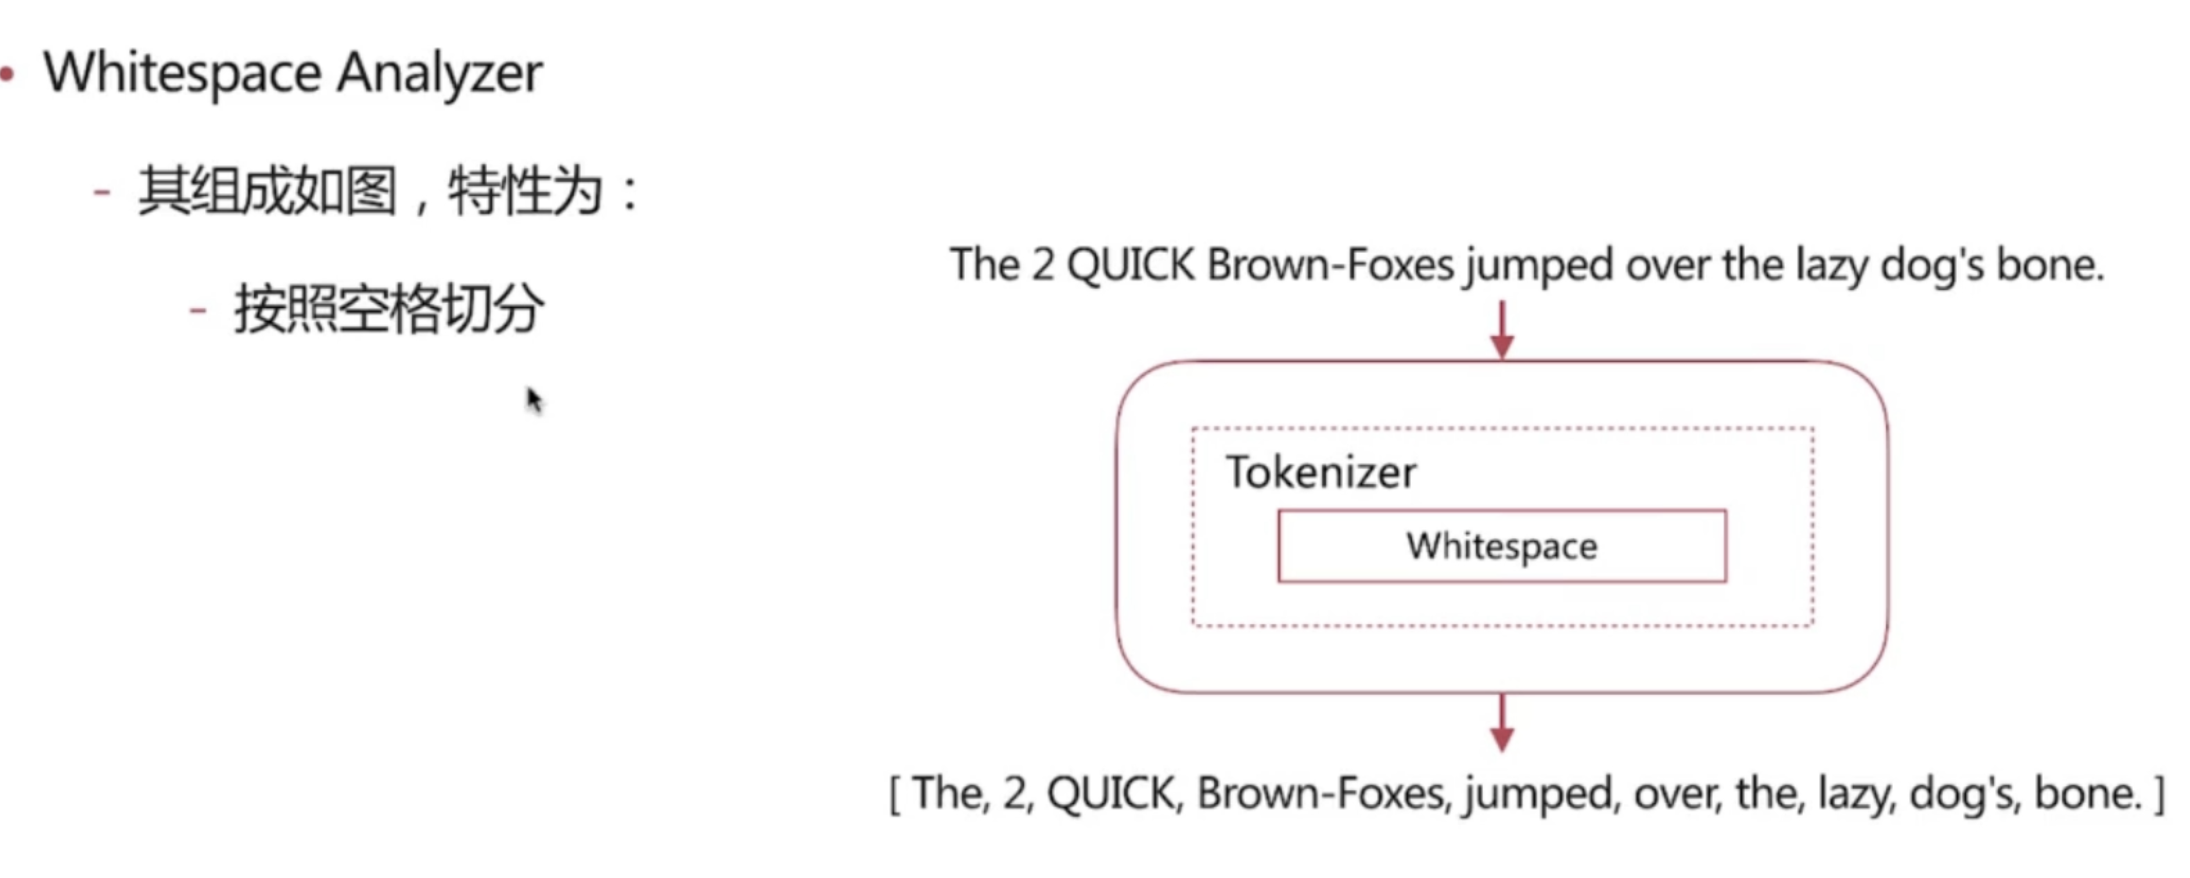 • Whitespace Analyzer
- 其组成如图，特性为：
- 按照空格切分
The 2 QUICK Brown-Foxes jumped over the lazy dog's bone.
Tokenizer
Whitespace
[ The, 2, QUICK, Brown-Foxes, jumped, over, the, lazy, dog's, bone. ]